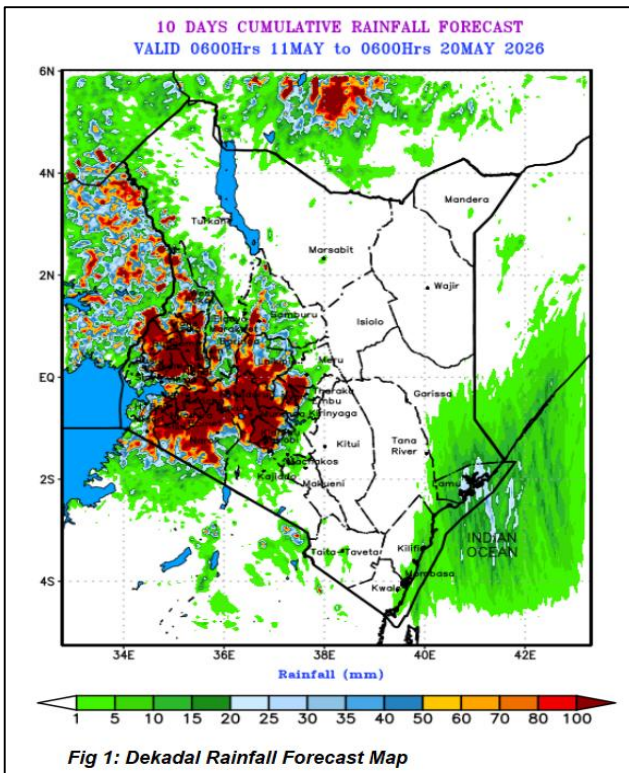 10 DAYS CUMULATIVE RAINFALL FORECAST
VALID 0600Hrs 11MAY to 0600Hrs 20MAY 2026
6N
4N
2N
EQ
2S
4S
Mandera
Turkana
Marsabit
Wajir
Samburu
Isiolo
Meru
Tharaka
Embu
Garissa
Kirinyaga
Kitui
Tana
River
Machakos
Kajiado
Makueni
Lamu
INDIAN
OCEAN
Taita-Taveta
Kilifi
Mombasa
Kwale
34E 36E 38E 40E 42E
Rainfall (mm)
1 5 10 15 20 25 30 35 40 50 60 70 80 100
Fig 1: Dekadal Rainfall Forecast Map